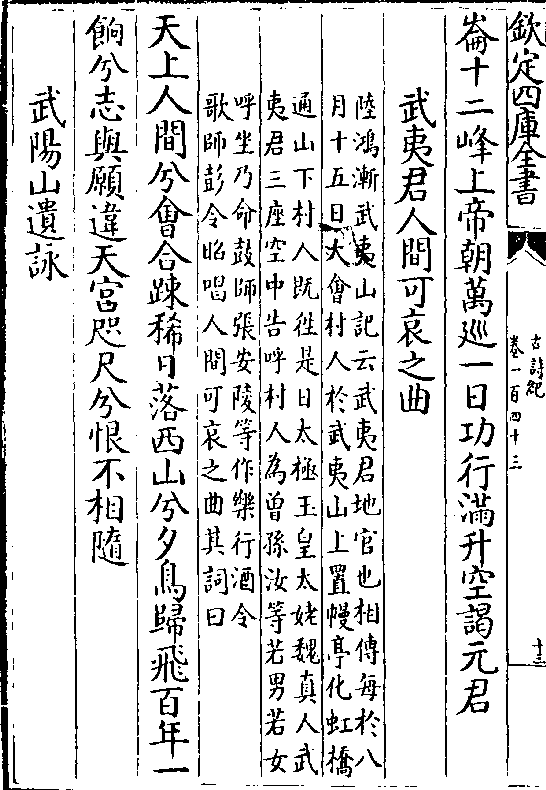 欽定四庫全書
古詩紀
卷一百四十三
十三
崙十二峰上帝朝萬巡一日功行滿升空謁元君
武夷君人間可哀之曲
陸鴻漸武夷山記云武夷君地官也相傳每於八
月十五日大會村人於武夷山上置幔亭化虹橋
通山下村人既徃是日太極玉皇太姥魏真人武
夷君三座空中告呼村人為曾孫汝等若男若女
呼坐乃命鼓師張安陵等作樂行酒令
歌師彭令昭唱人間可哀之曲其詞曰
天上人間兮會合踈稀日落西山兮夕鳥歸飛百年一
餉兮志與願違天宮咫尺兮恨不相隨
武陽山遺詠